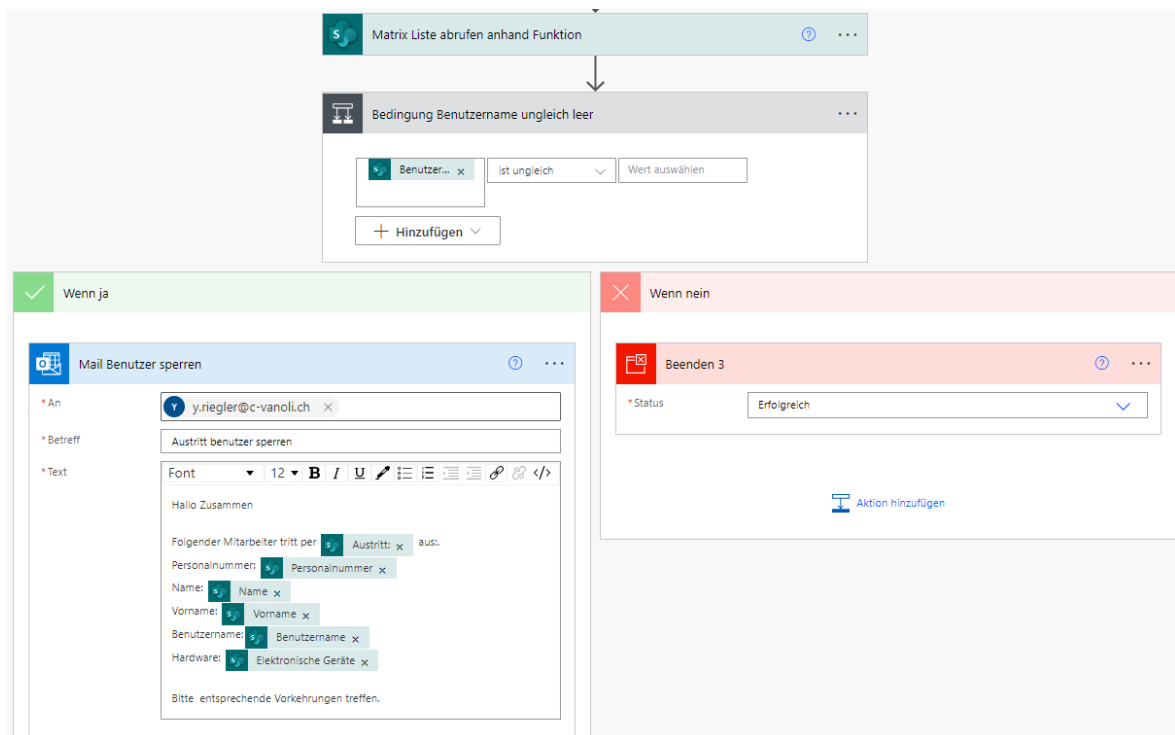 Matrix Liste abrufen anhand Funktion
Bedingung Benutzername ungleich leer
Benutzer... × Ist ungleich Wert auswählen
+ Hinzufügen
Wenn ja
Wenn nein
Mail Benutzer sperren
Beenden 3
* An Y y.riegler@c-vanoli.ch ×
* Status Erfolgreich
* Betreff Austritt benutzer sperren
* Text Font 12 B I U </>
Hallo Zusammen
Folgender Mitarbeiter tritt per Austritt: × aus:.
Personalnummer: Personalnummer ×
Name: Name ×
Vorname: Vorname ×
Benutzername: Benutzername ×
Hardware: Elektronische Geräte ×
Bitte entsprechende Vorkehrungen treffen.
Aktion hinzufügen